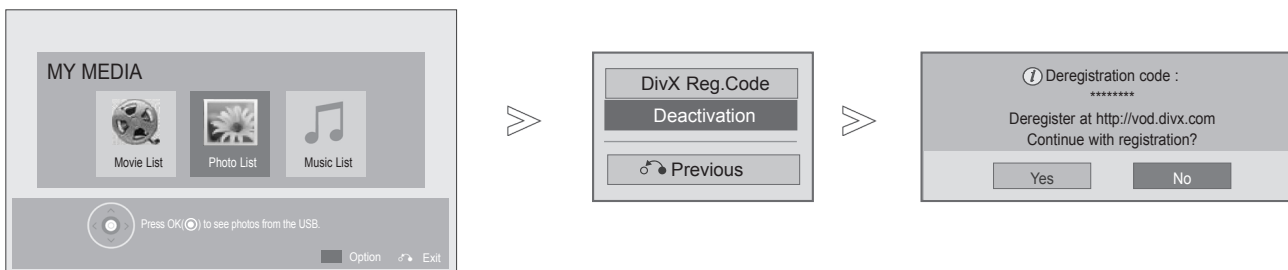 MY MEDIA
Movie List
Photo List
Music List
Press OK(◉) to see photos from the USB.
Option
Exit
DivX Reg.Code
Deactivation
Previous
Deregistration code :
********
Deregister at http://vod.divx.com
Continue with registration?
Yes
No